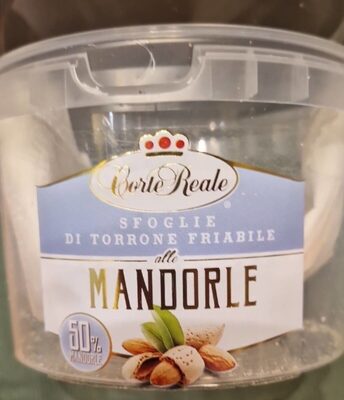 Corte Reale
®
SFOGLIE
DI TORRONE FRIABILE
alle
MANDORLE
50%
MANDORLE